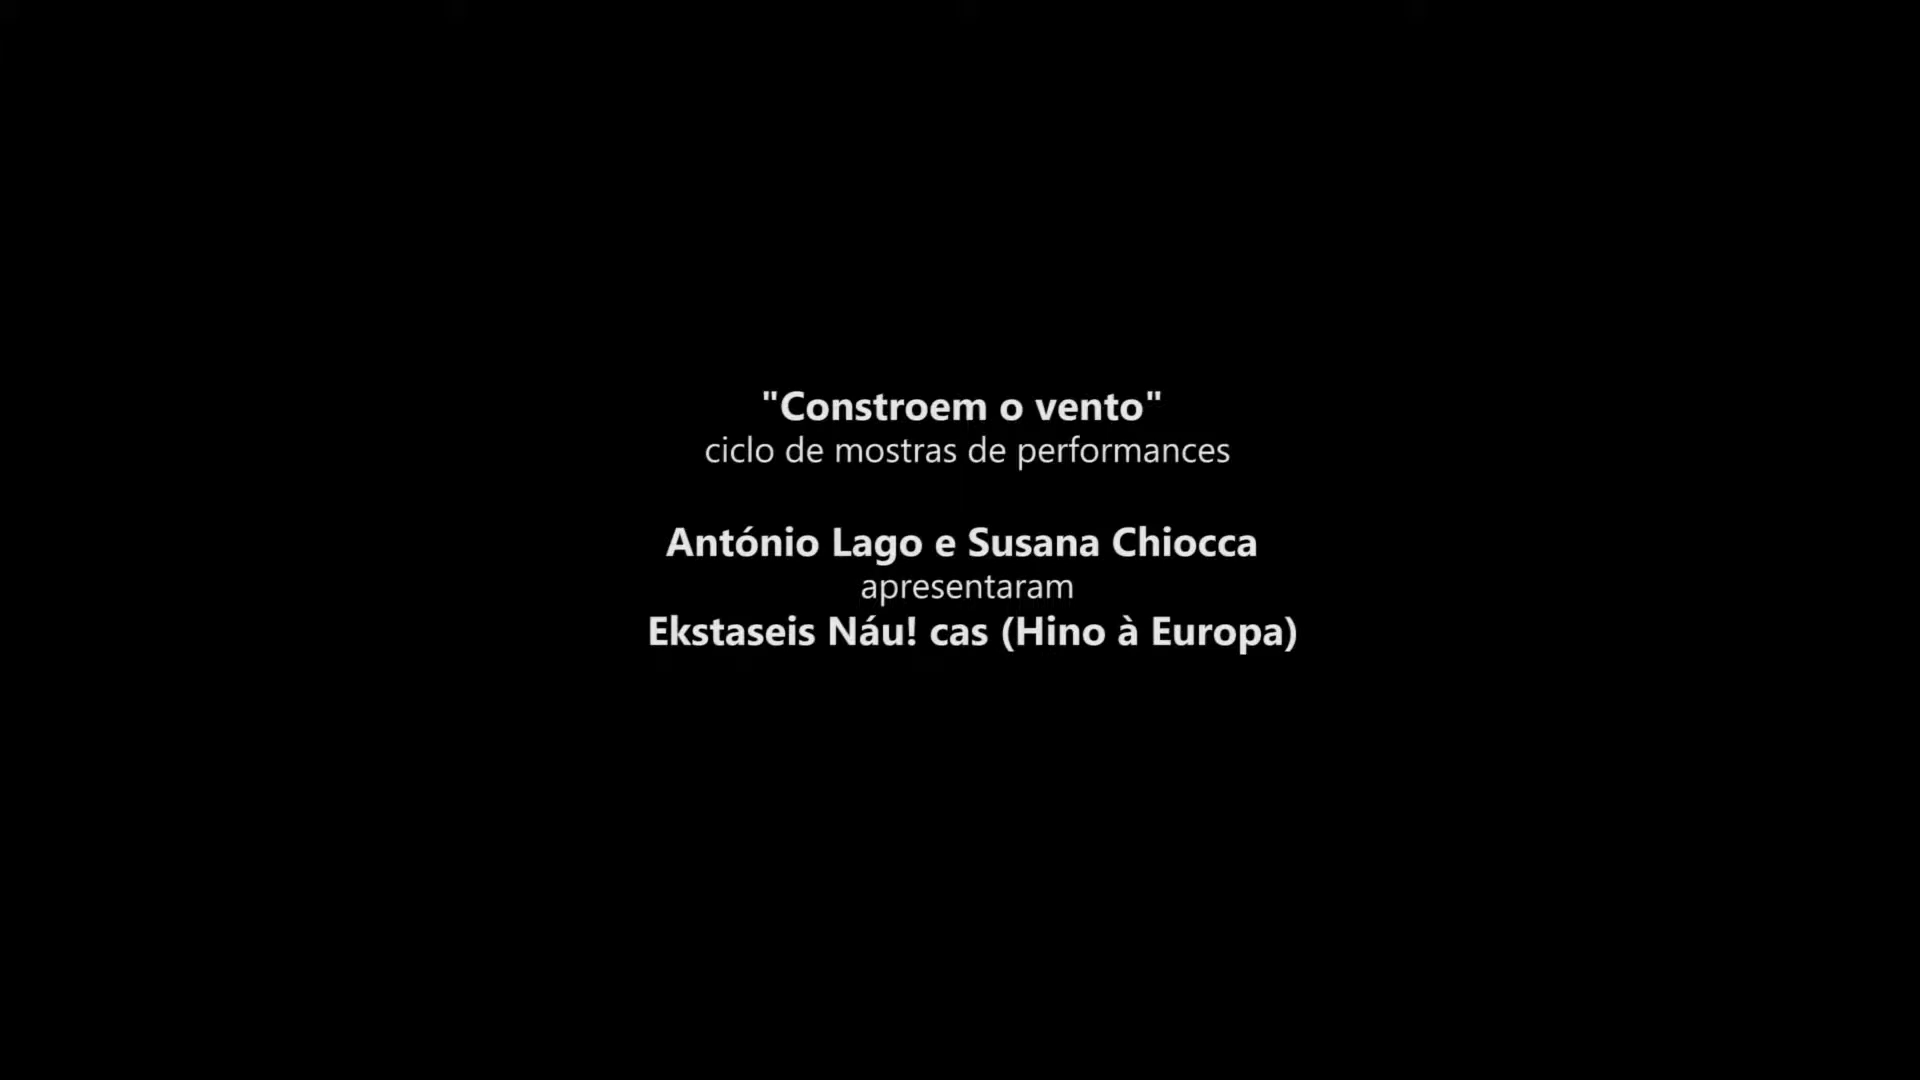 "Constroem o vento"
ciclo de mostras de performances
António Lago e Susana Chiocca
apresentaram
Ekstaseis Náu! cas (Hino à Europa)